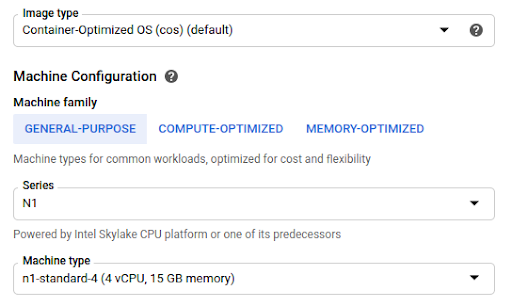 Image type
Container-Optimized OS (cos) (default)
Machine Configuration
Machine family
GENERAL-PURPOSE COMPUTE-OPTIMIZED MEMORY-OPTIMIZED
Machine types for common workloads, optimized for cost and flexibility
Series
N1
Powered by Intel Skylake CPU platform or one of its predecessors
Machine type
n1-standard-4 (4 vCPU, 15 GB memory)